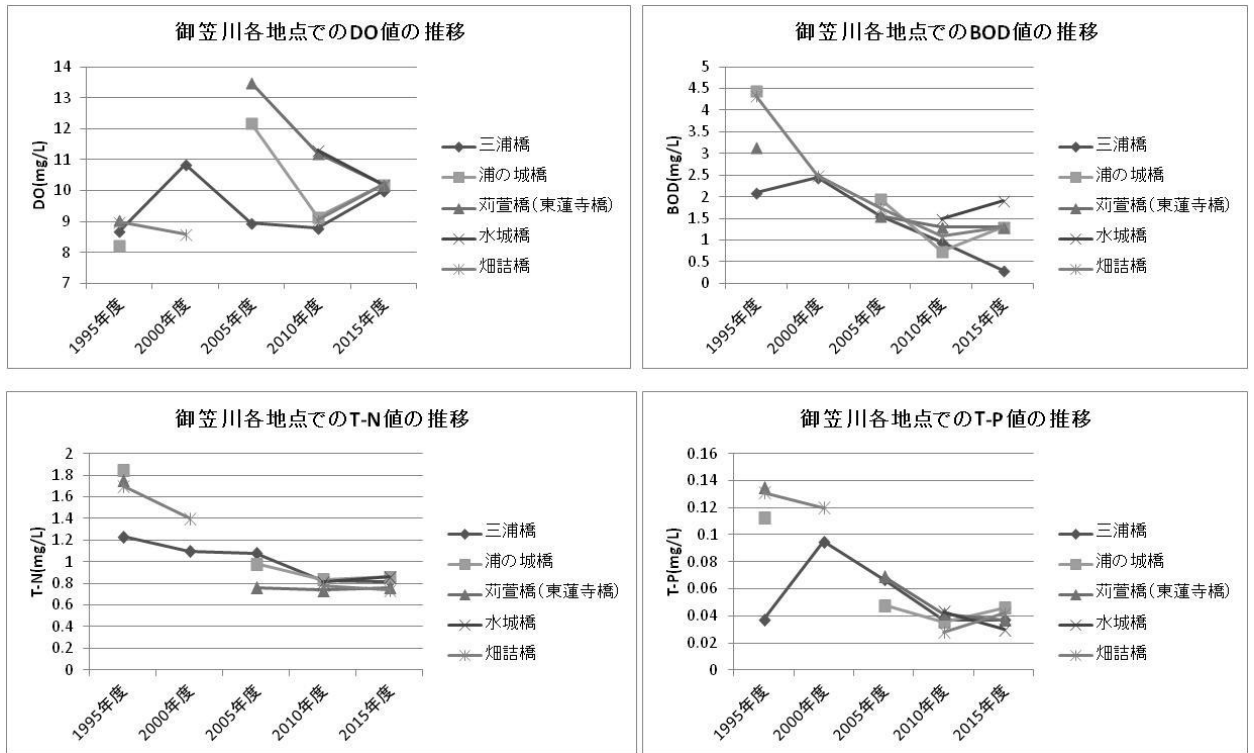 御笠川各地点でのDO値の推移
DO(mg/L)
14
13
12
11
10
9
8
7
1995年度
2000年度
2005年度
2010年度
2015年度
三浦橋
浦の城橋
苅萱橋(東蓮寺橋)
水城橋
畑詰橋
御笠川各地点でのBOD値の推移
BOD(mg/L)
5
4.5
4
3.5
3
2.5
2
1.5
1
0.5
0
1995年度
2000年度
2005年度
2010年度
2015年度
三浦橋
浦の城橋
苅萱橋(東蓮寺橋)
水城橋
畑詰橋
御笠川各地点でのT-N値の推移
T-N(mg/L)
2
1.8
1.6
1.4
1.2
1
0.8
0.6
0.4
0.2
0
1995年度
2000年度
2005年度
2010年度
2015年度
三浦橋
浦の城橋
苅萱橋(東蓮寺橋)
水城橋
畑詰橋
御笠川各地点でのT-P値の推移
T-P(mg/L)
0.16
0.14
0.12
0.1
0.08
0.06
0.04
0.02
0
1995年度
2000年度
2005年度
2010年度
2015年度
三浦橋
浦の城橋
苅萱橋(東蓮寺橋)
水城橋
畑詰橋